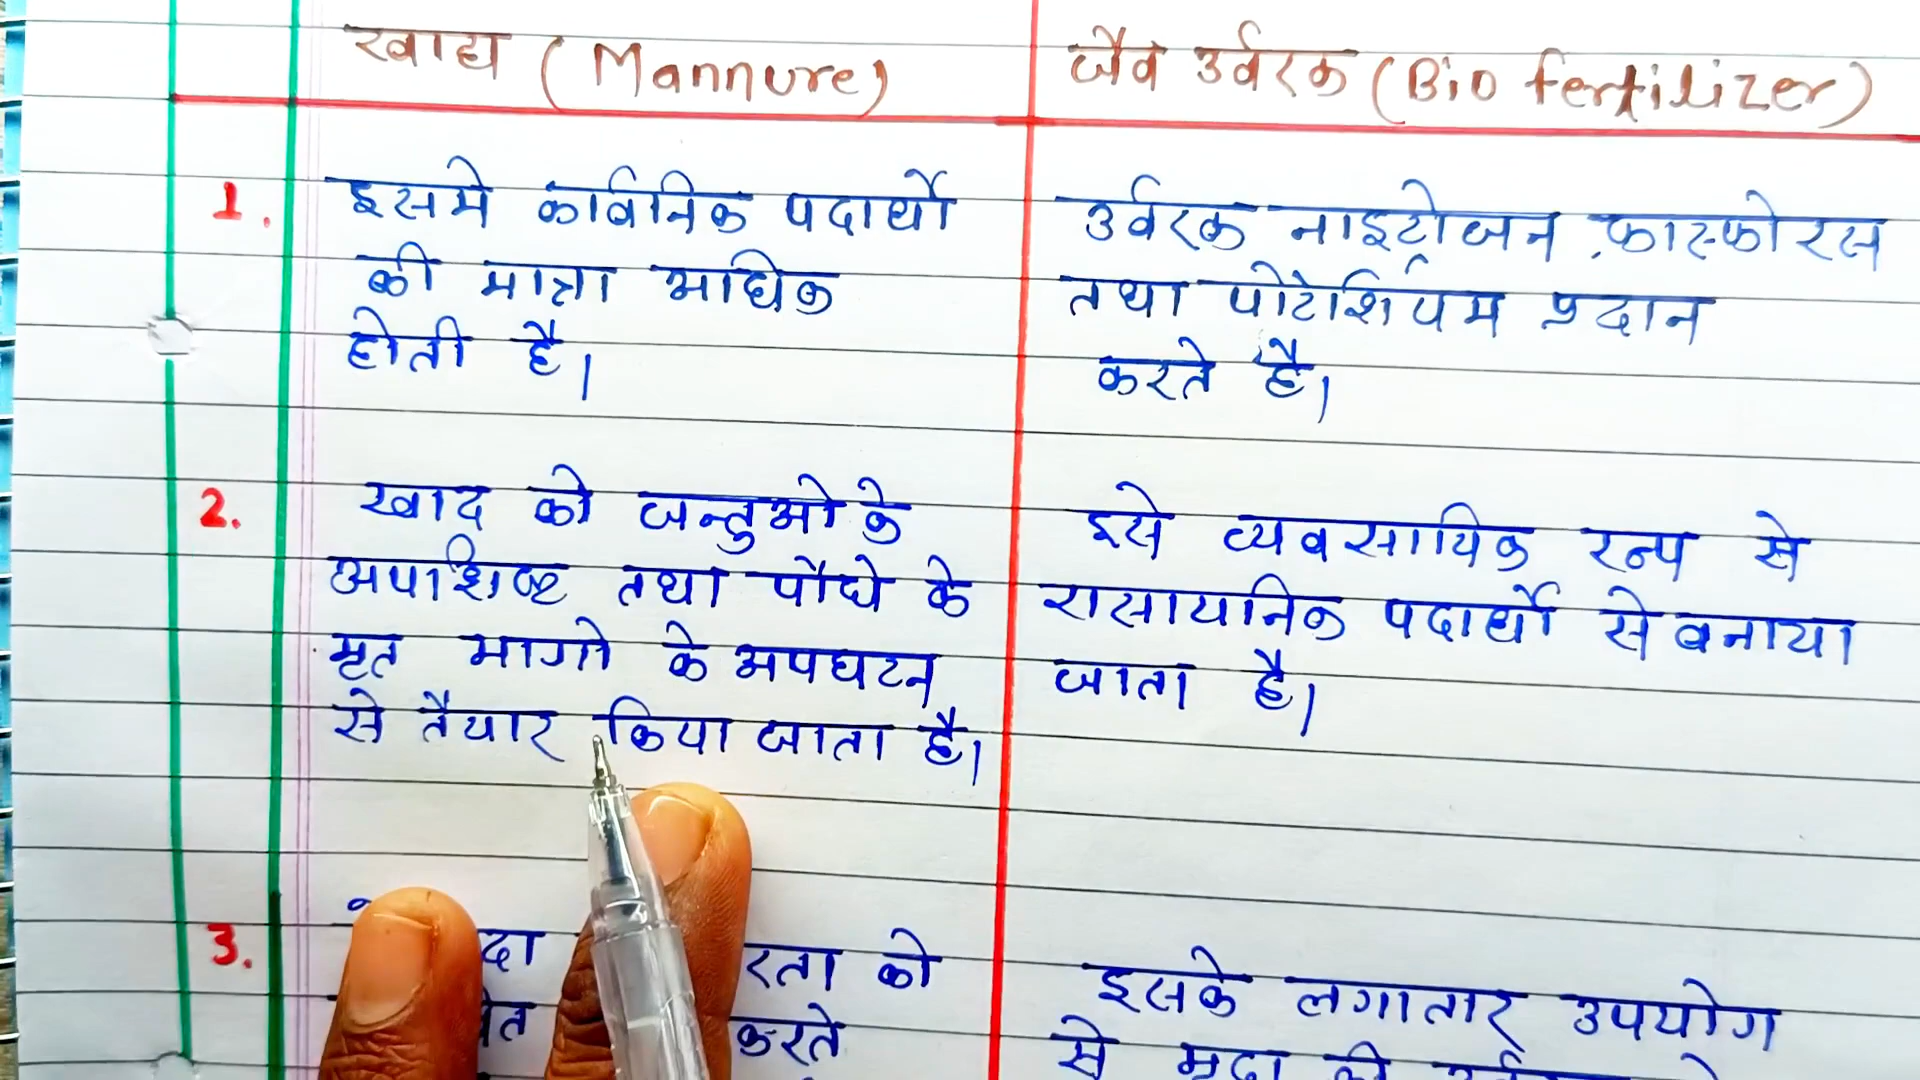 खाद्य (Mannure)
जैव उर्वरक (Bio fertilizer)
1.
इसमे कार्वनिक पदार्थो
की मात्रा अधिक
होती है।
उर्वरक नाइट्रोजन, फास्फोरस
तथा पोटैशियम प्रदान
करते है।
2.
खाद को जन्तुओ के
अपशिष्ट तथा पौधे के
मृत भागो के अपघटन
से तैयार किया जाता है।
इसे व्यवसायिक रूप से
रासायनिक पदार्थो से बनाया
जाता है।
3.
रता को
करते
इसके लगातार उपयोग
से मृदा की